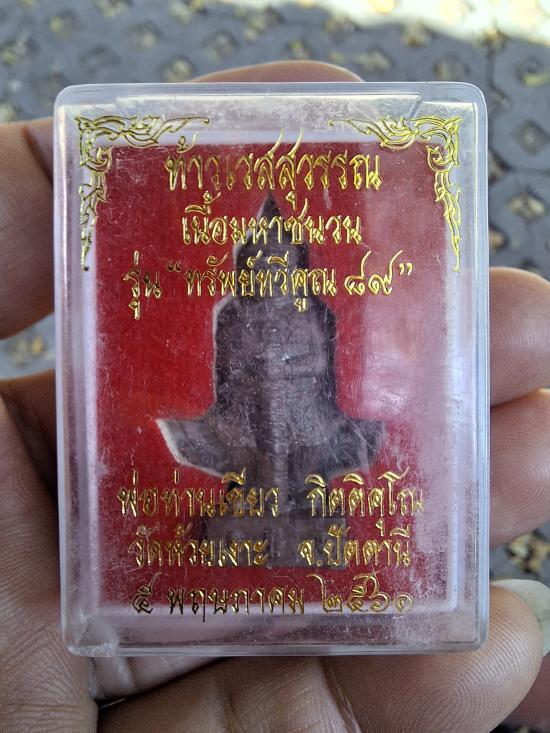 ท้าวเวสสุวรรณ
เนื้อมหาชนวน
รุ่น "ทรัพย์ทวีคูณ ๘๙"
พ่อท่านเขียว กิตติคุโณ
วัดห้วยเงาะ จ.ปัตตานี
๕ พฤษภาคม ๒๕๖๑